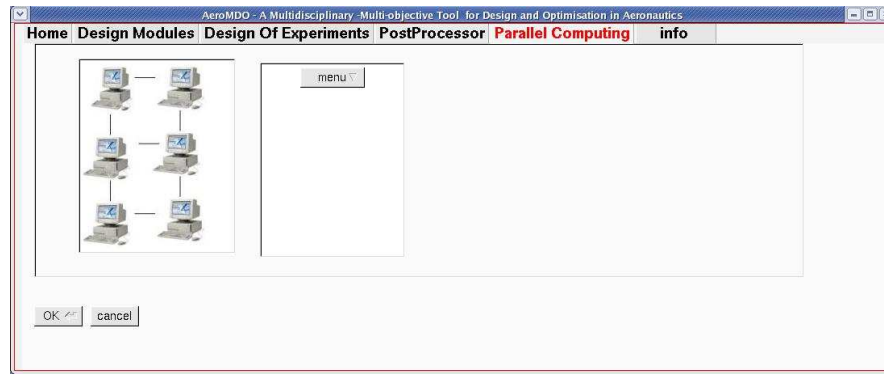 AeroMDO - A Multidisciplinary -Multi-objective Tool for Design and Optimisation in Aeronautics
Home Design Modules Design Of Experiments PostProcessor Parallel Computing info
menu
OK cancel